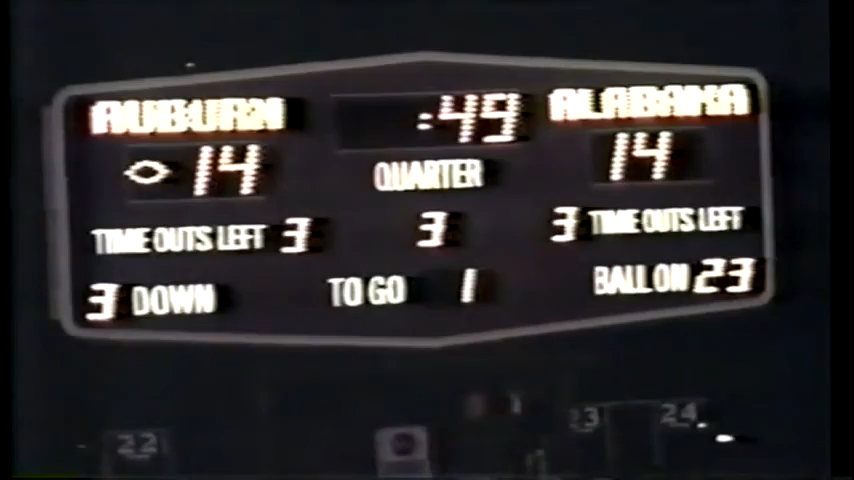 AUBURN :49 ALABAMA
14 QUARTER 14
TIME OUTS LEFT 3 3 3 TIME OUTS LEFT
3 DOWN TO GO 1 BALL ON 23
22 23 24